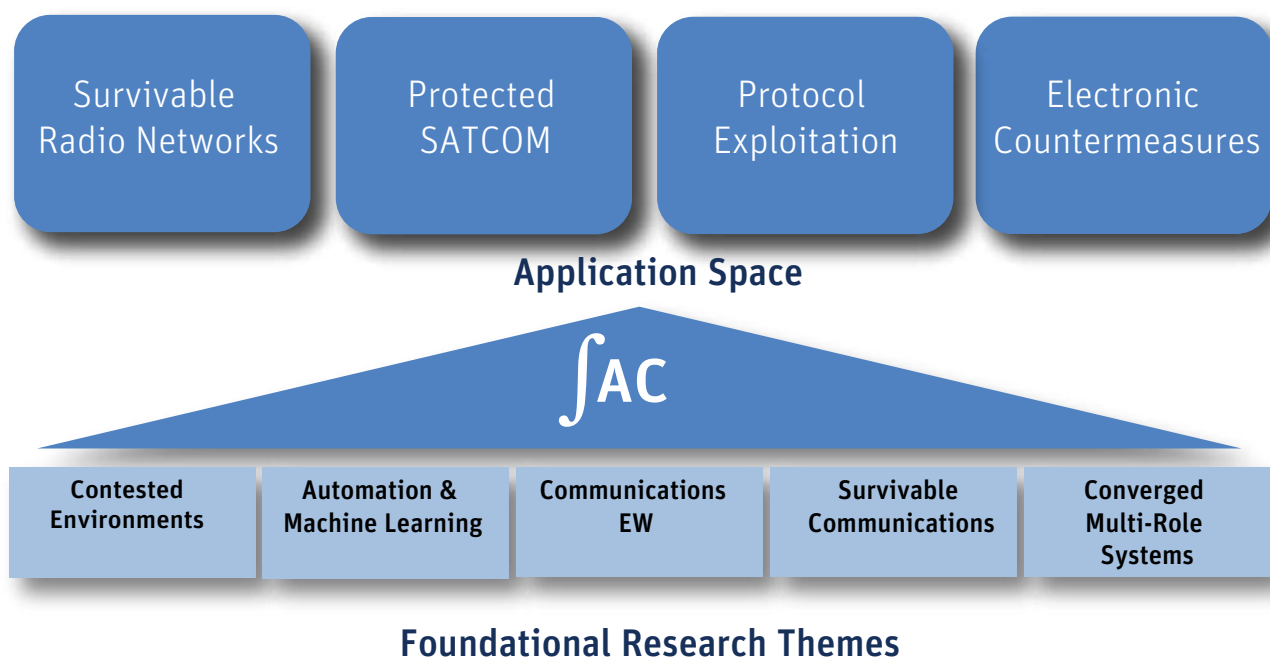 Survivable
Radio Networks
Protected
SATCOM
Protocol
Exploitation
Electronic
Countermeasures
Application Space
∫AC
Contested
Environments
Automation &
Machine Learning
Communications
EW
Survivable
Communications
Converged
Multi-Role
Systems
Foundational Research Themes